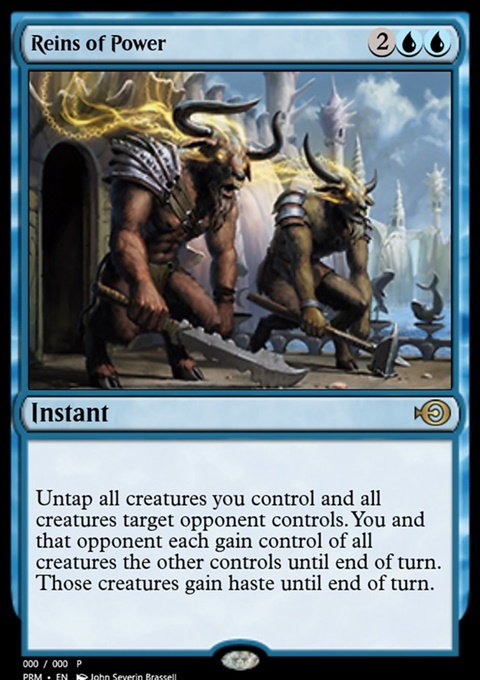 Reins of Power 2
Instant
Untap all creatures you control and all
creatures target opponent controls. You and
that opponent each gain control of all
creatures the other controls until end of turn.
Those creatures gain haste until end of turn.
000 / 000 P
PRM • EN John Severin Brassell